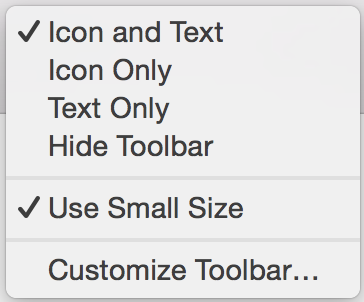 Icon and Text
Icon Only
Text Only
Hide Toolbar
Use Small Size
Customize Toolbar…